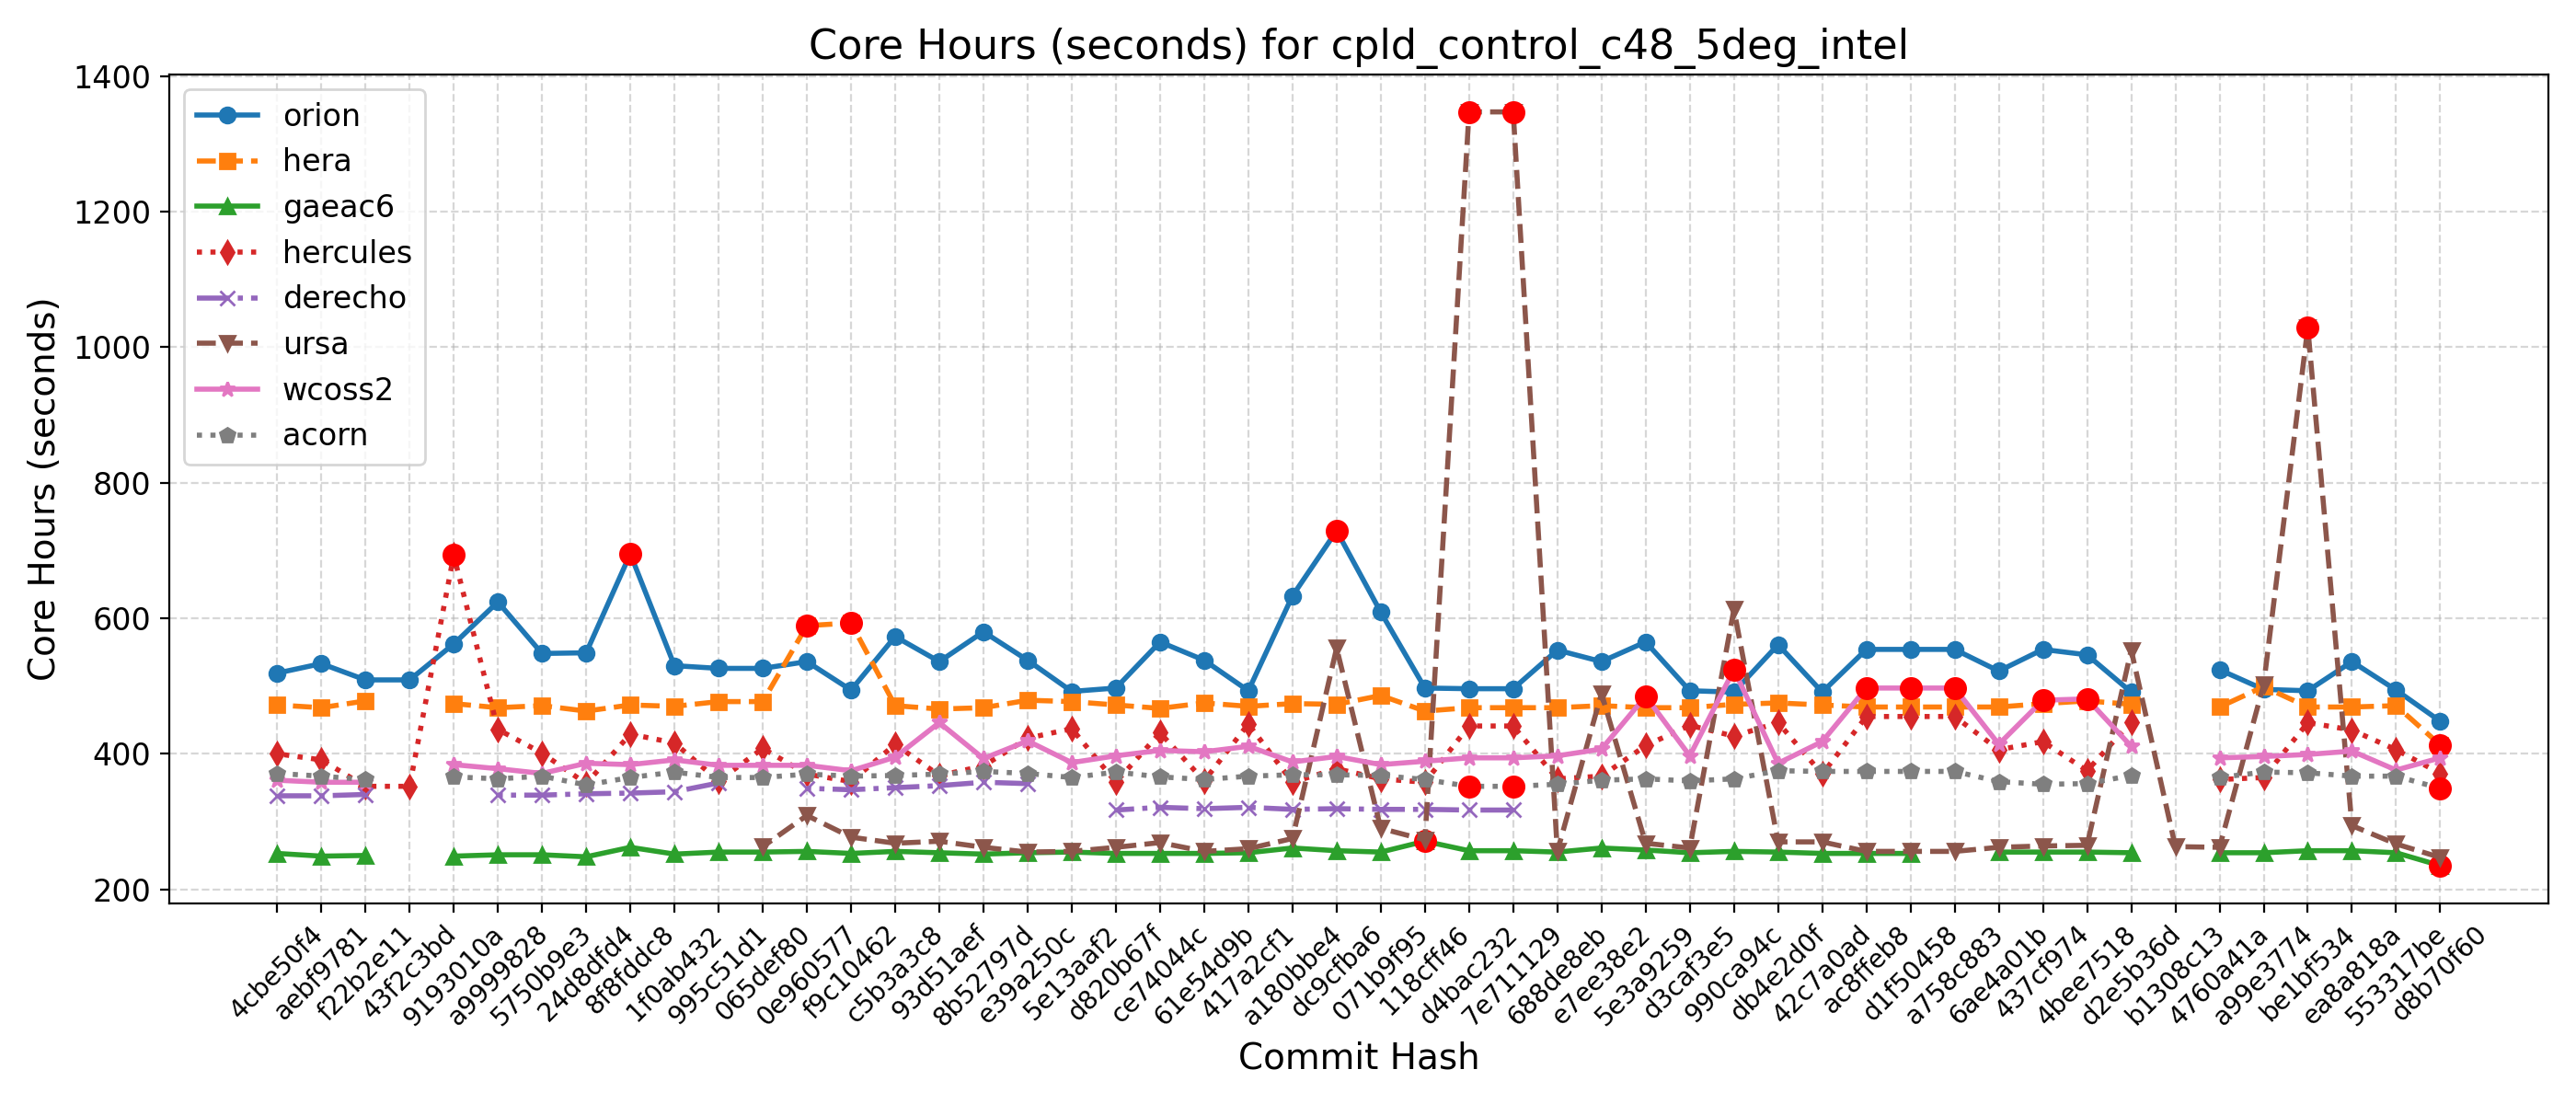 Core Hours (seconds) for cpld_control_c48_5deg_intel
1400
1200
1000
800
600
400
200
Core Hours (seconds)
orion
hera
gaeac6
hercules
derecho
ursa
wcoss2
acorn
4cbe50f4
aebf9781
f22b2e11
43f2c3bd
9193010a
a9999828
5750b9e3
24d8dfd4
8f8fddc8
1f0ab432
995c51d1
065def80
0e960577
f9c10462
c5b3a3c8
93d51aef
8b52797d
e39a250c
5e13aaf2
d820b67f
ce74044c
61e54d9b
417a2cf1
a180bbe4
dc9cfba6
071b9f95
118cff46
d4bac232
7e711129
688de8eb
e7ee38e2
5e3a9259
d3caf3e5
990ca94c
db4e2d0f
42c7a0ad
ac8ffeb8
d1f50458
a758c883
6ae4a01b
437cf974
4bee7518
d2e5b36d
b1308c13
4760a41a
a99e3774
be1bf534
ea8a818a
553317be
d8b70f60
Commit Hash